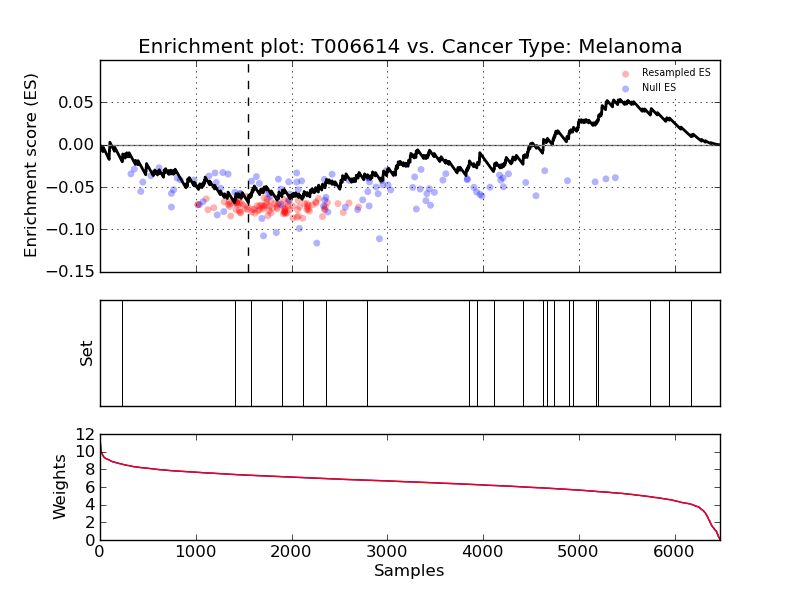 Enrichment plot: T006614 vs. Cancer Type: Melanoma
Enrichment score (ES)
0.05
0.00
−0.05
−0.10
−0.15
Resampled ES
Null ES
Set
Weights
12
10
8
6
4
2
0
0 1000 2000 3000 4000 5000 6000
Samples